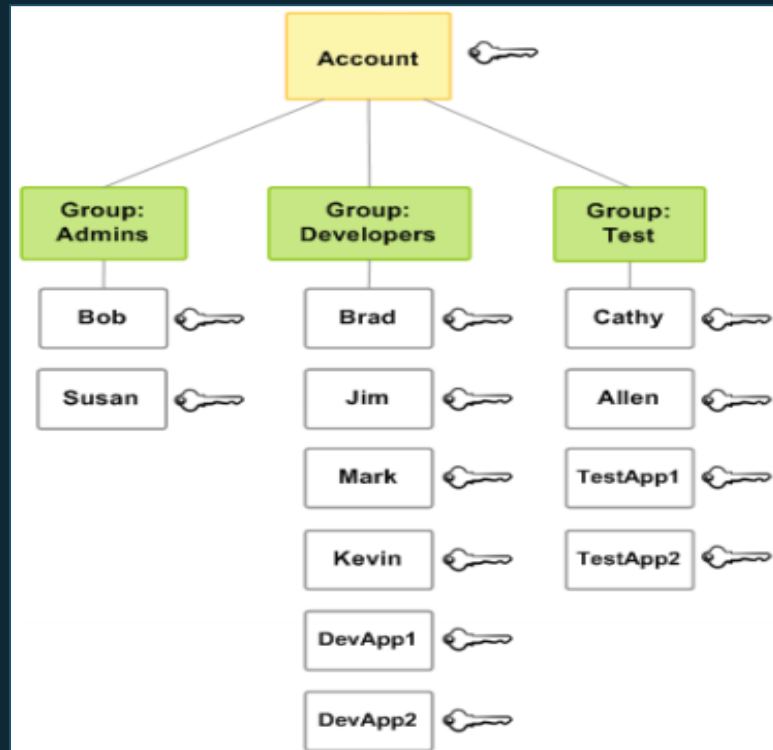 Account
Group:
Admins
Group:
Developers
Group:
Test
Bob
Brad
Cathy
Susan
Jim
Allen
Mark
TestApp1
Kevin
TestApp2
DevApp1
DevApp2